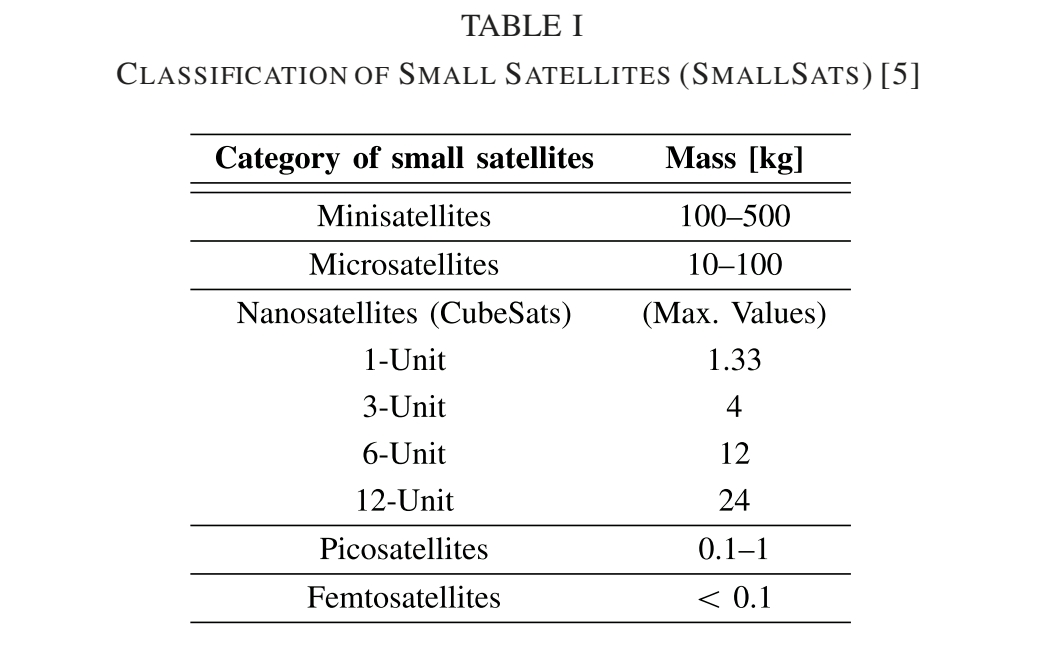 TABLE I
CLASSIFICATION OF SMALL SATELLITES (SMALLSATS) [5]
Category of small satellites Mass [kg]
Minisatellites 100–500
Microsatellites 10–100
Nanosatellites (CubeSats) (Max. Values)
1-Unit 1.33
3-Unit 4
6-Unit 12
12-Unit 24
Picosatellites 0.1–1
Femtosatellites < 0.1